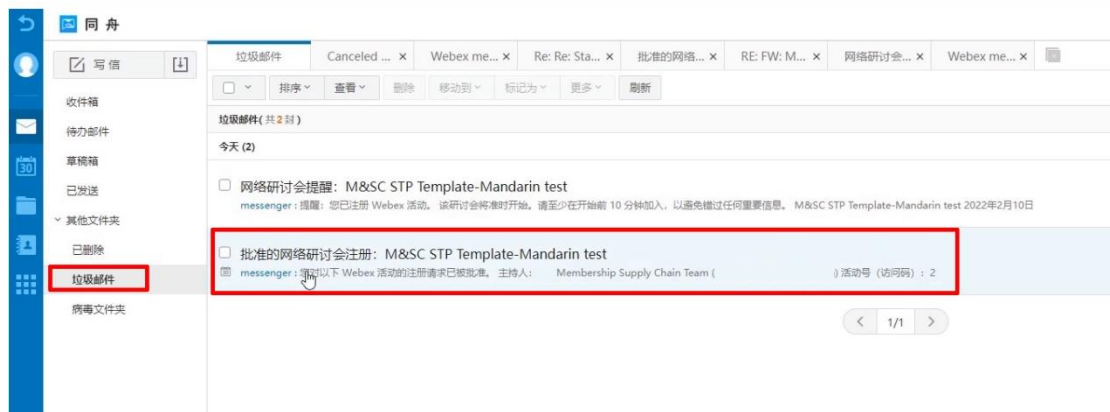 同舟
写信
收件箱
待办邮件
草稿箱
已发送
其他文件夹
已删除
垃圾邮件
病毒文件夹
30
垃圾邮件 Canceled ... × Webex me... × Re: Re: Sta... × 批准的网络... × RE: FW: M... × 网络研讨会... × Webex me... ×
排序 查看 删除 移动到 标记为 更多 刷新
垃圾邮件(共2封)
今天 (2)
网络研讨会提醒：M&SC STP Template-Mandarin test
messenger : 提醒：您已注册 Webex 活动。 该研讨会将准时开始。请至少在开始前 10 分钟加入，以避免错过任何重要信息。 M&SC STP Template-Mandarin test 2022年2月10日
批准的网络研讨会注册：M&SC STP Template-Mandarin test
messenger : 对以下 Webex 活动的注册请求已被批准。 主持人： Membership Supply Chain Team ( ) 活动号（访问码）: 2
1/1